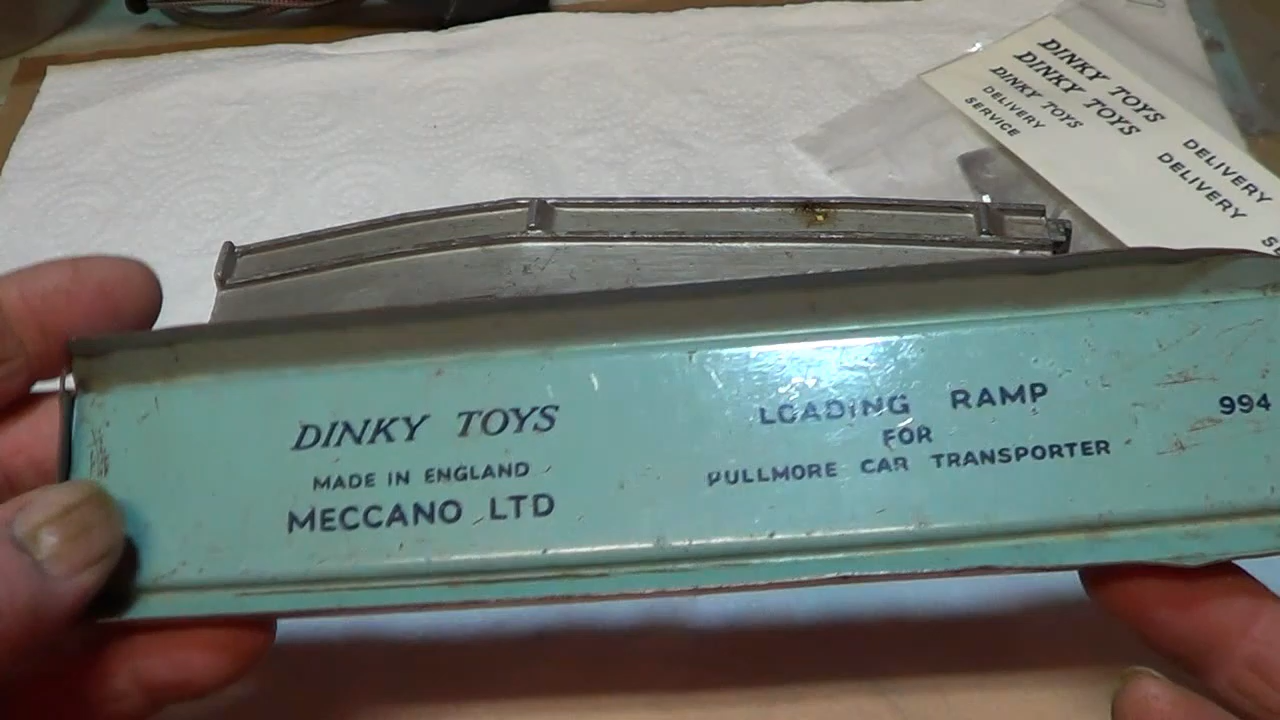 DINKY TOYS
DINKY TOYS
DINKY TOYS
DELIVERY
SERVICE
DELIVERY
DELIVERY
DINKY TOYS
MADE IN ENGLAND
MECCANO LTD
LOADING RAMP
FOR
PULLMORE CAR TRANSPORTER
994